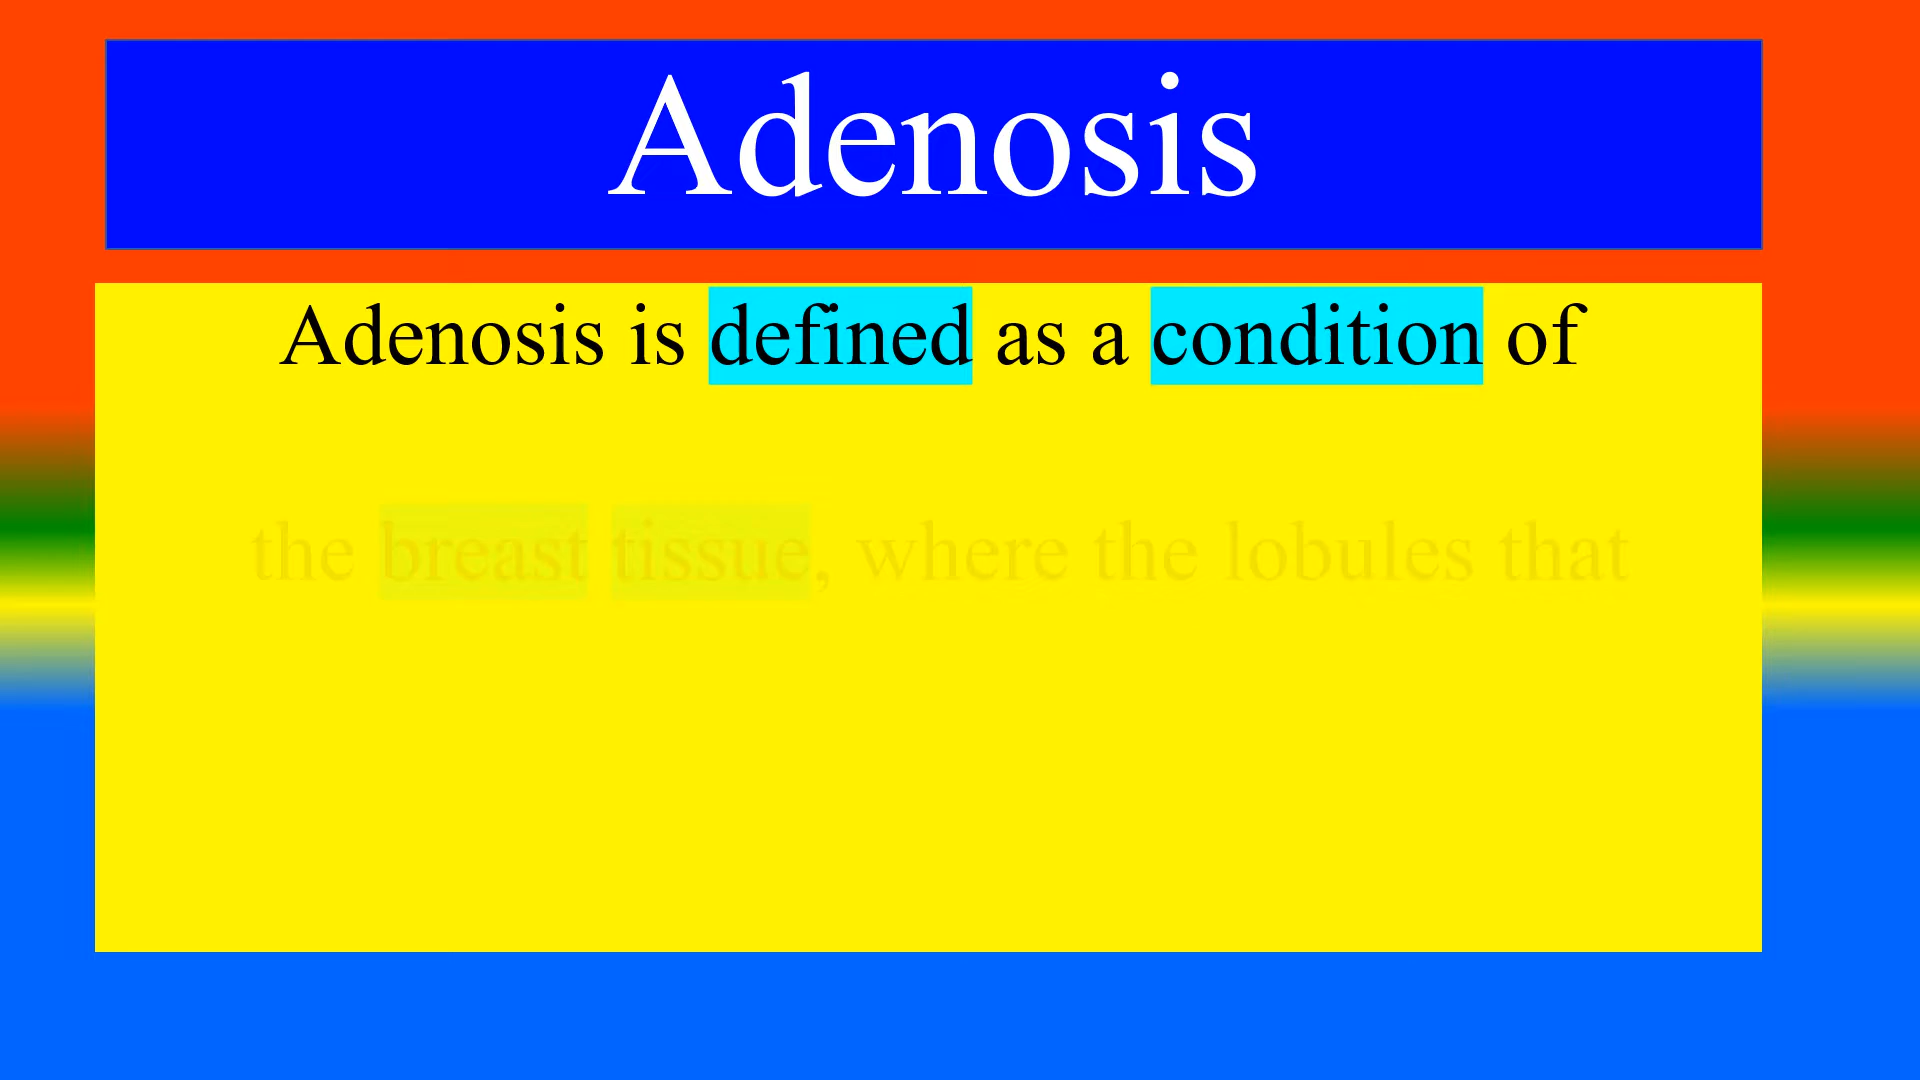 Adenosis
Adenosis is defined as a condition of
the breast tissue, where the lobules that